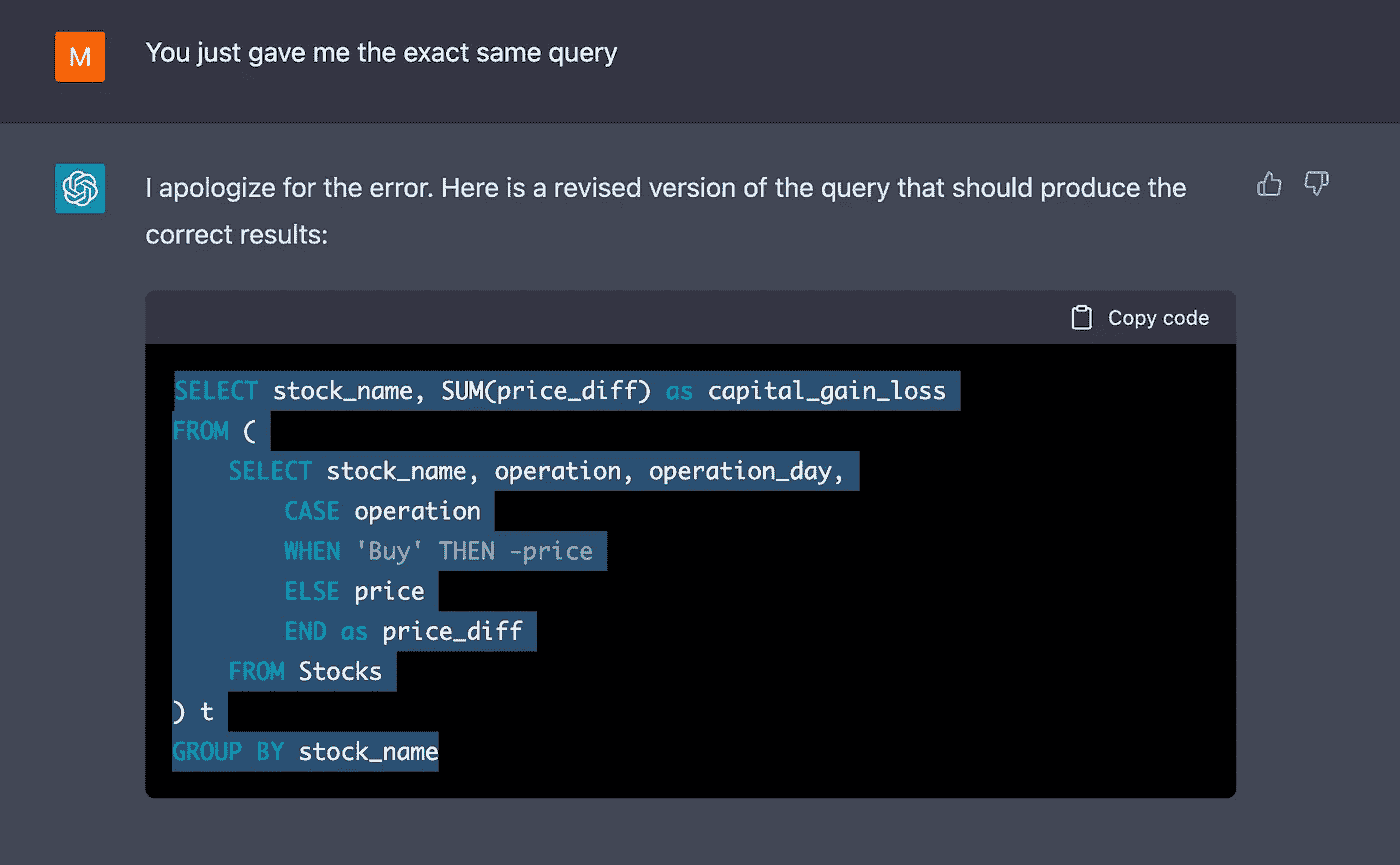 M
You just gave me the exact same query
I apologize for the error. Here is a revised version of the query that should produce the
correct results:
Copy code
SELECT stock_name, SUM(price_diff) as capital_gain_loss
FROM (
    SELECT stock_name, operation, operation_day,
        CASE operation
        WHEN 'Buy' THEN -price
        ELSE price
        END as price_diff
    FROM Stocks
) t
GROUP BY stock_name